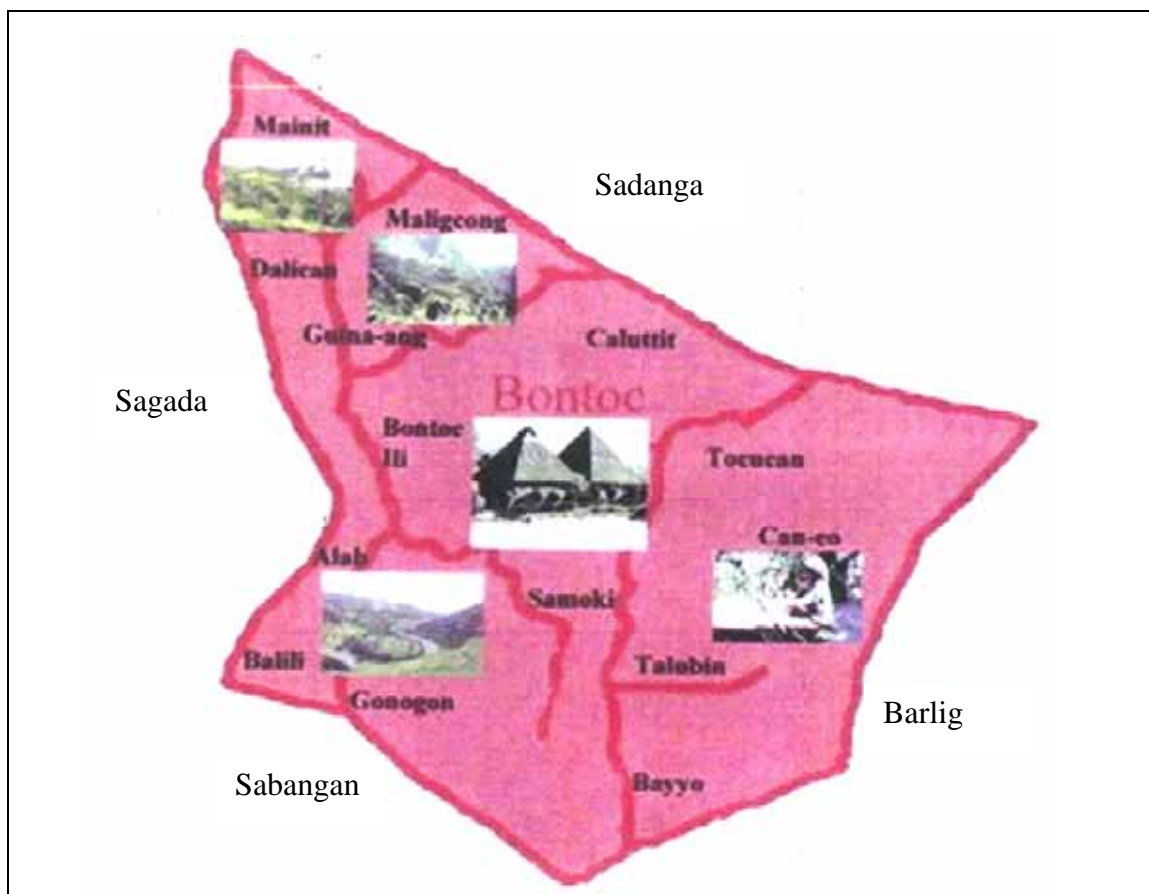 Mainit
Sadanga
Maligcong
Dalican
Guina-ang
Caluttit
Sagada
Bontoc
Bontoc
Ili
Tocucan
Can-eo
Alab
Samoki
Balili
Talubin
Gonogon
Barlig
Sabangan
Bayyo